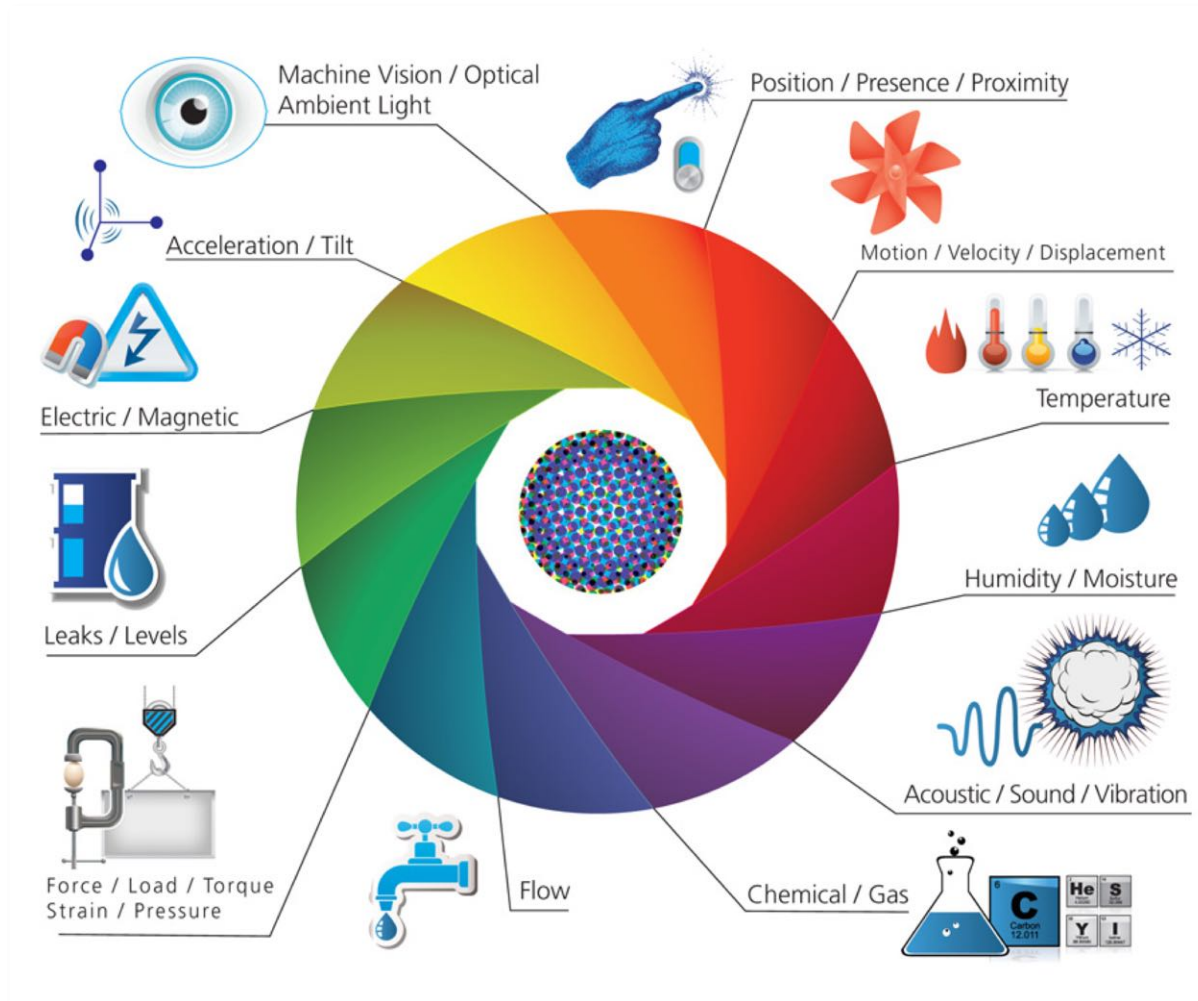 Machine Vision / Optical
Ambient Light
Position / Presence / Proximity
Acceleration / Tilt
Motion / Velocity / Displacement
Temperature
Electric / Magnetic
Humidity / Moisture
Leaks / Levels
Acoustic / Sound / Vibration
Force / Load / Torque
Strain / Pressure
Flow
Chemical / Gas
6
C
Carbon
12.011
He
S
Y
I